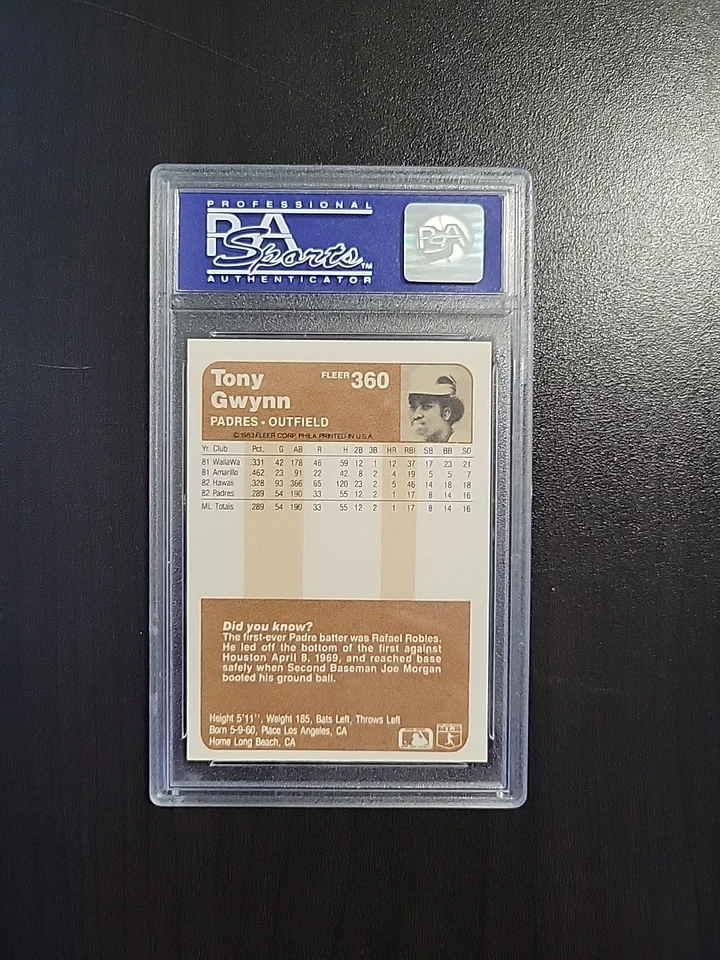 PROFESSIONAL
PSA
Sports™
AUTHENTICATOR
PSA
Tony
Gwynn
FLEER 360
PADRES • OUTFIELD
© 1983 FLEER CORP. PHILA. PRINTED IN U.S.A.
Yr. Club Pct. G AB R H 2B 3B HR RBI SB BB SO
81 WallaWa .331 42 178 46 59 12 1 12 37 17 23 21
81 Amarillo .462 23 91 22 42 8 2 4 19 5 5 7
82 Hawaii .328 93 366 65 120 23 2 5 46 14 18 18
82 Padres .289 54 190 33 55 12 2 1 17 8 14 16
ML Totals .289 54 190 33 55 12 2 1 17 8 14 16
Did you know?
The first-ever Padre batter was Rafael Robles.
He led off the bottom of the first against
Houston April 8, 1969, and reached base
safely when Second Baseman Joe Morgan
booted his ground ball.
Height 5'11'', Weight 185, Bats Left, Throws Left
Born 5-9-60, Place Los Angeles, CA
Home Long Beach, CA